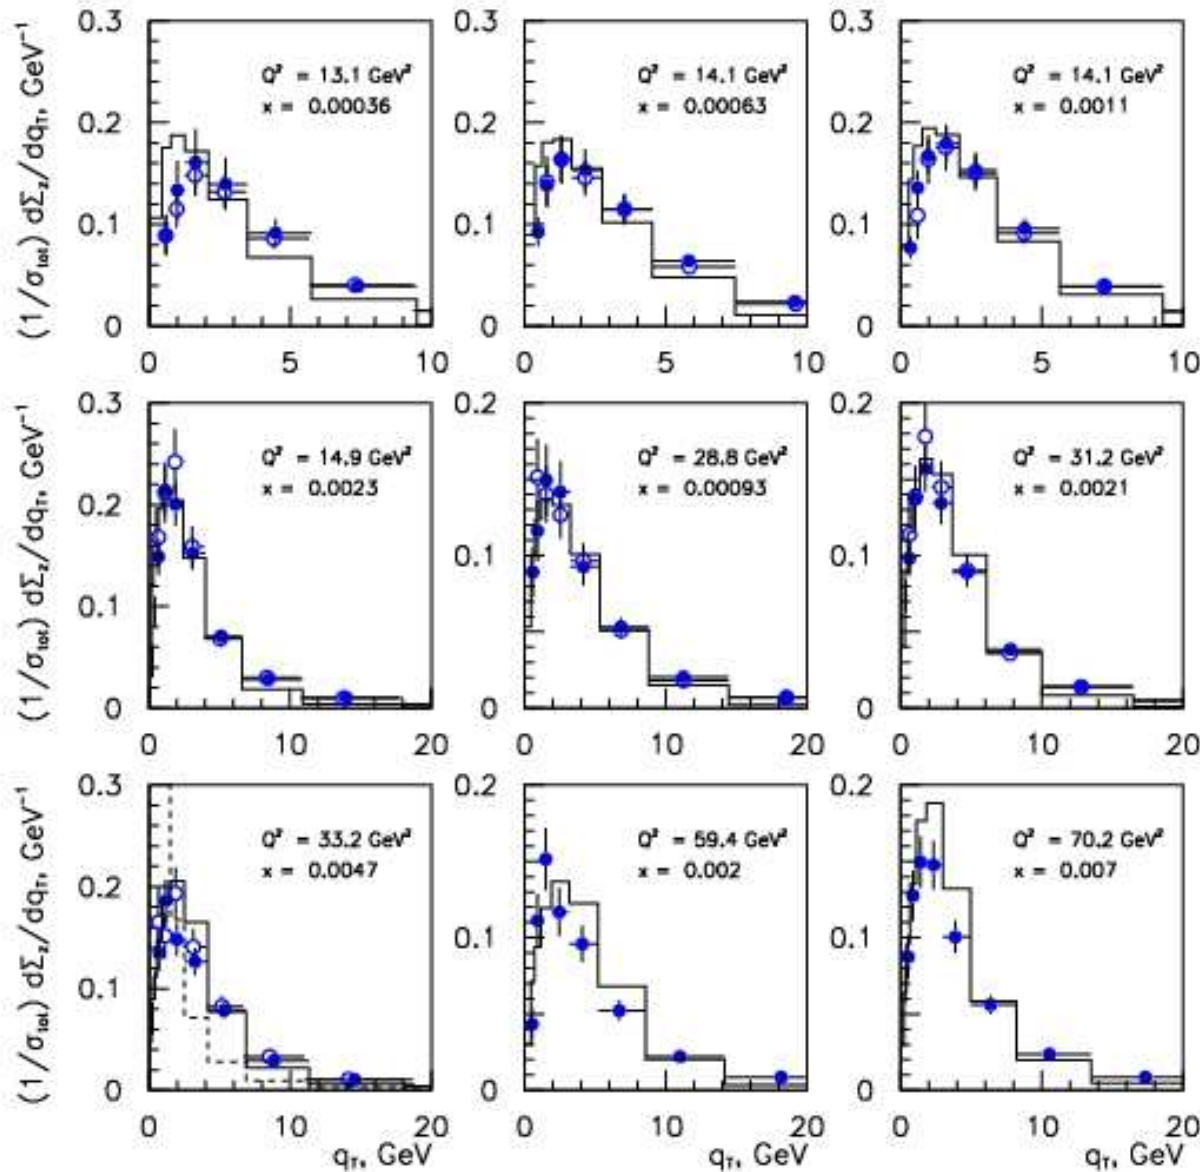 (1/σtot) dΣz/dqT, GeV⁻¹
0.3
0.2
0.1
0
Q² = 13.1 GeV²
x = 0.00036
0 5 10
0.3
0.2
0.1
0
Q² = 14.1 GeV²
x = 0.00063
0 5 10
0.3
0.2
0.1
0
Q² = 14.1 GeV²
x = 0.0011
0 5 10
(1/σtot) dΣz/dqT, GeV⁻¹
0.3
0.2
0.1
0
Q² = 14.9 GeV²
x = 0.0023
0 10 20
0.2
0.1
0
Q² = 28.8 GeV²
x = 0.00093
0 10 20
0.2
0.1
0
Q² = 31.2 GeV²
x = 0.0021
0 10 20
(1/σtot) dΣz/dqT, GeV⁻¹
0.3
0.2
0.1
0
Q² = 33.2 GeV²
x = 0.0047
0 10 20
qT, GeV
0.2
0.1
0
Q² = 59.4 GeV²
x = 0.002
0 10 20
qT, GeV
0.2
0.1
0
Q² = 70.2 GeV²
x = 0.007
0 10 20
qT, GeV